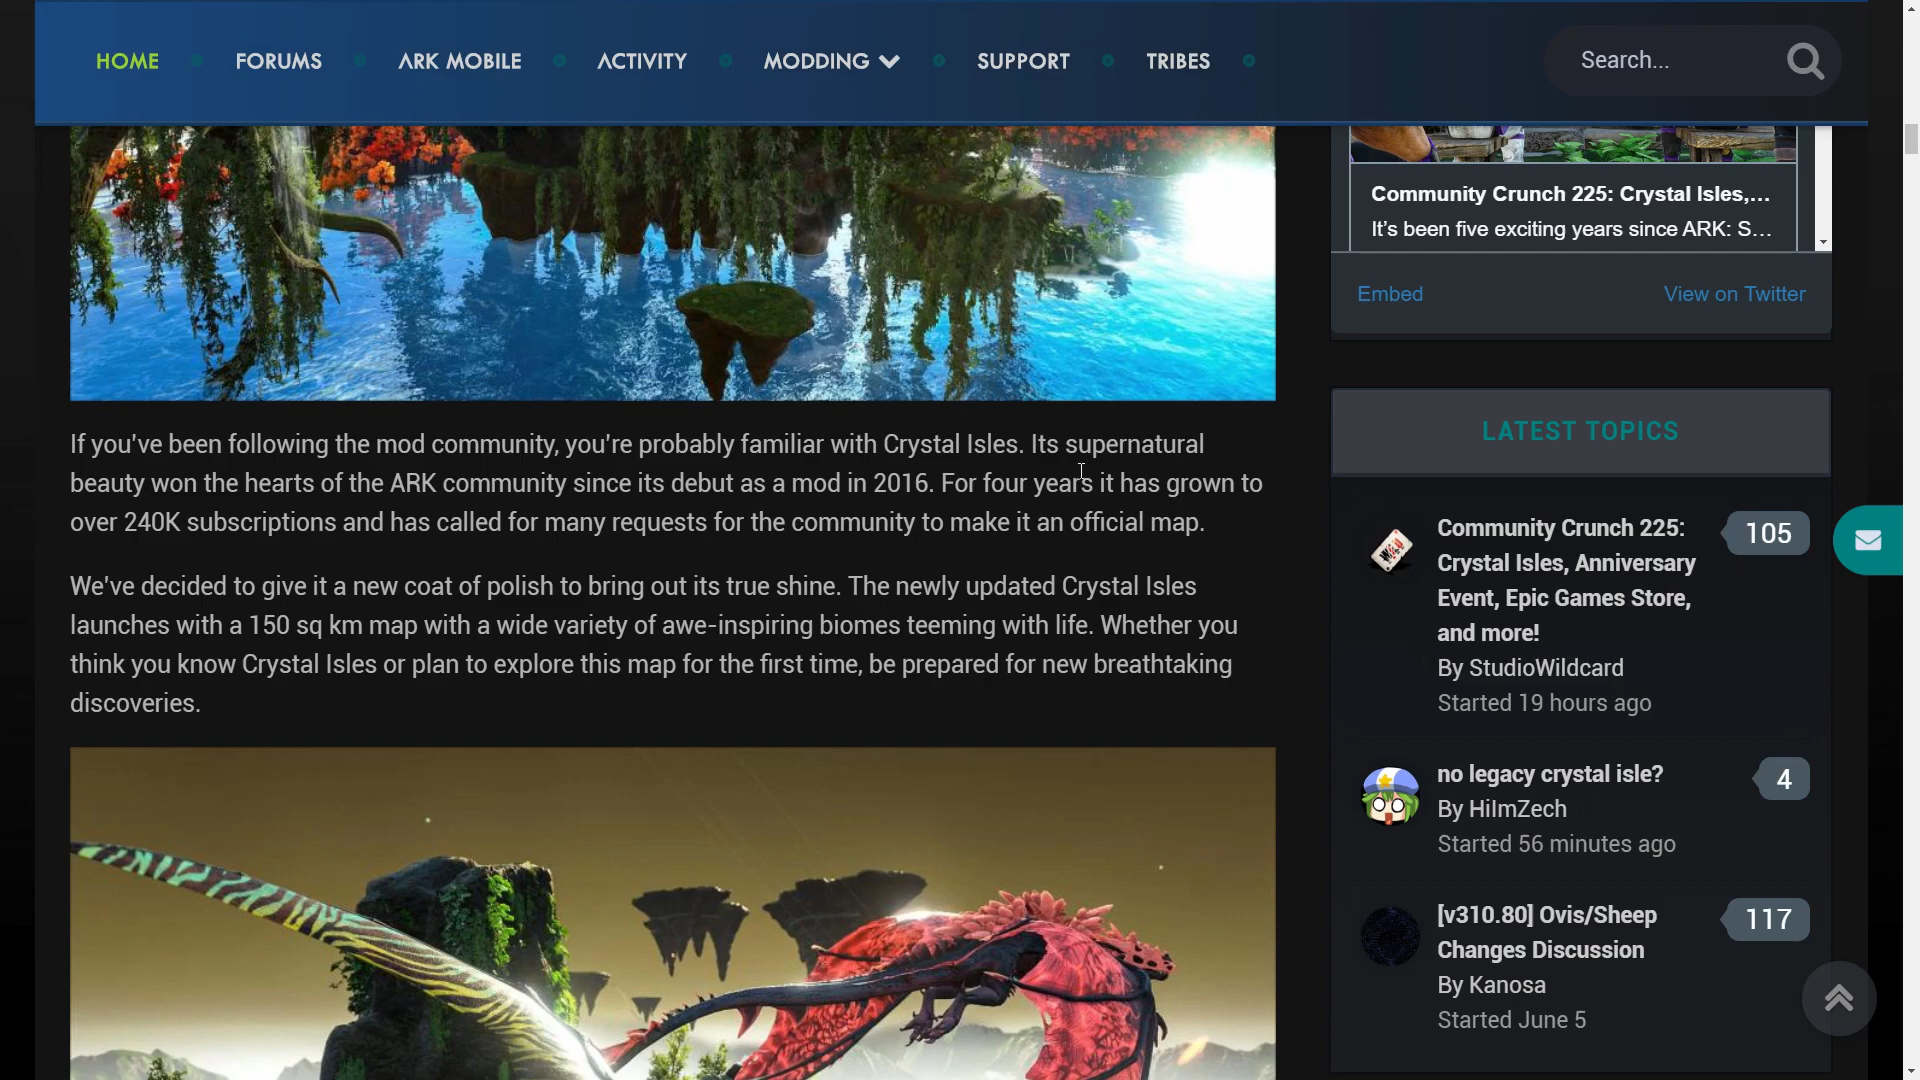 HOME FORUMS ARK MOBILE ACTIVITY MODDING SUPPORT TRIBES Search...
If you've been following the mod community, you're probably familiar with Crystal Isles. Its supernatural
beauty won the hearts of the ARK community since its debut as a mod in 2016. For four years it has grown to
over 240K subscriptions and has called for many requests for the community to make it an official map.
We've decided to give it a new coat of polish to bring out its true shine. The newly updated Crystal Isles
launches with a 150 sq km map with a wide variety of awe-inspiring biomes teeming with life. Whether you
think you know Crystal Isles or plan to explore this map for the first time, be prepared for new breathtaking
discoveries.
Community Crunch 225: Crystal Isles,...
It's been five exciting years since ARK: S...
Embed View on Twitter
LATEST TOPICS
Community Crunch 225: 105
Crystal Isles, Anniversary
Event, Epic Games Store,
and more!
By StudioWildcard
Started 19 hours ago
no legacy crystal isle? 4
By HiImZech
Started 56 minutes ago
[v310.80] Ovis/Sheep 117
Changes Discussion
By Kanosa
Started June 5